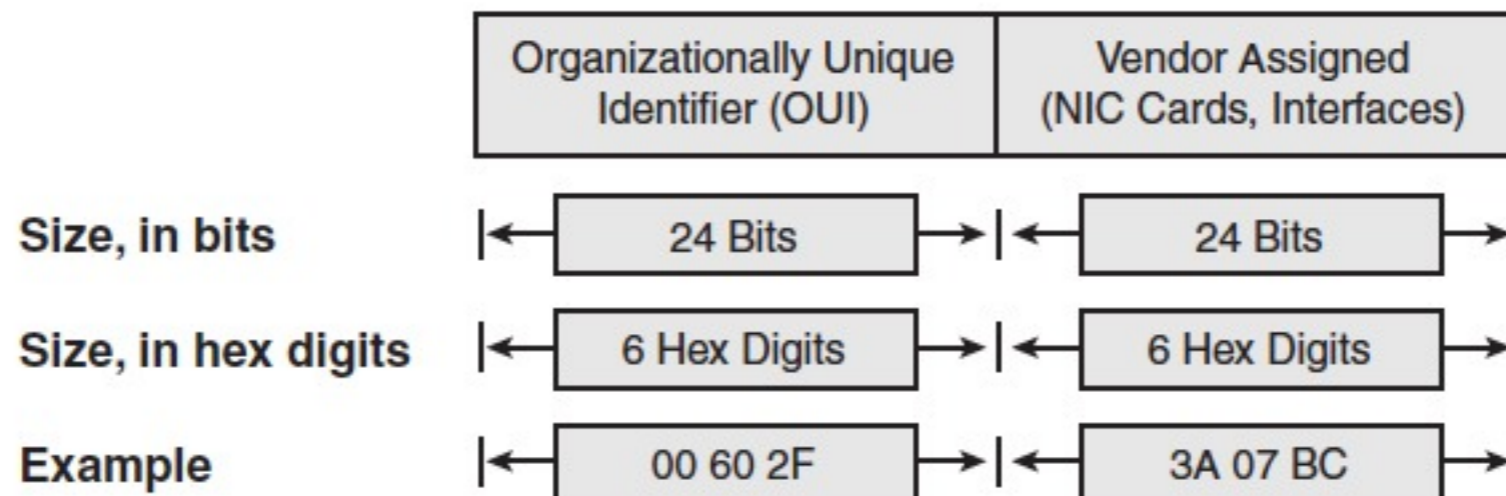 Organizationally Unique
Identifier (OUI)
Vendor Assigned
(NIC Cards, Interfaces)
Size, in bits
24 Bits
24 Bits
Size, in hex digits
6 Hex Digits
6 Hex Digits
Example
00 60 2F
3A 07 BC